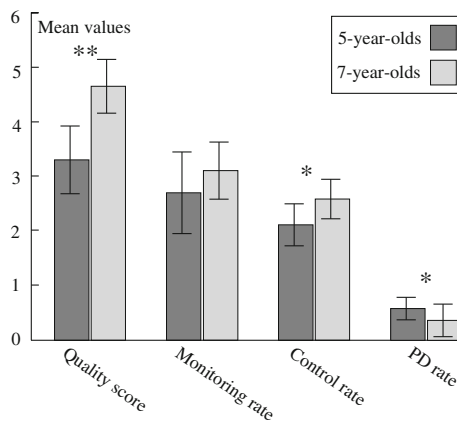 6
5
4
3
2
1
0
Mean values
**
*
*
5-year-olds
7-year-olds
Quality score
Monitoring rate
Control rate
PD rate